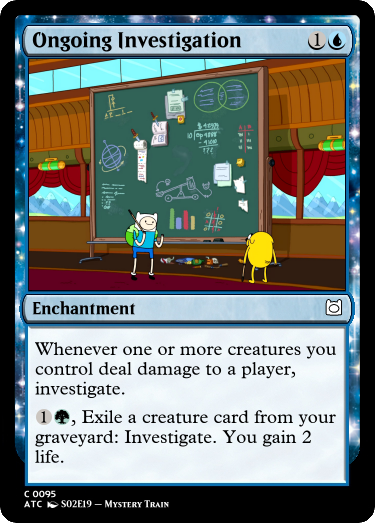 Ongoing Investigation 1
Enchantment
Whenever one or more creatures you
control deal damage to a player,
investigate.
1, Exile a creature card from your
graveyard: Investigate. You gain 2
life.
C 0095
ATC S02E19 – Mystery Train